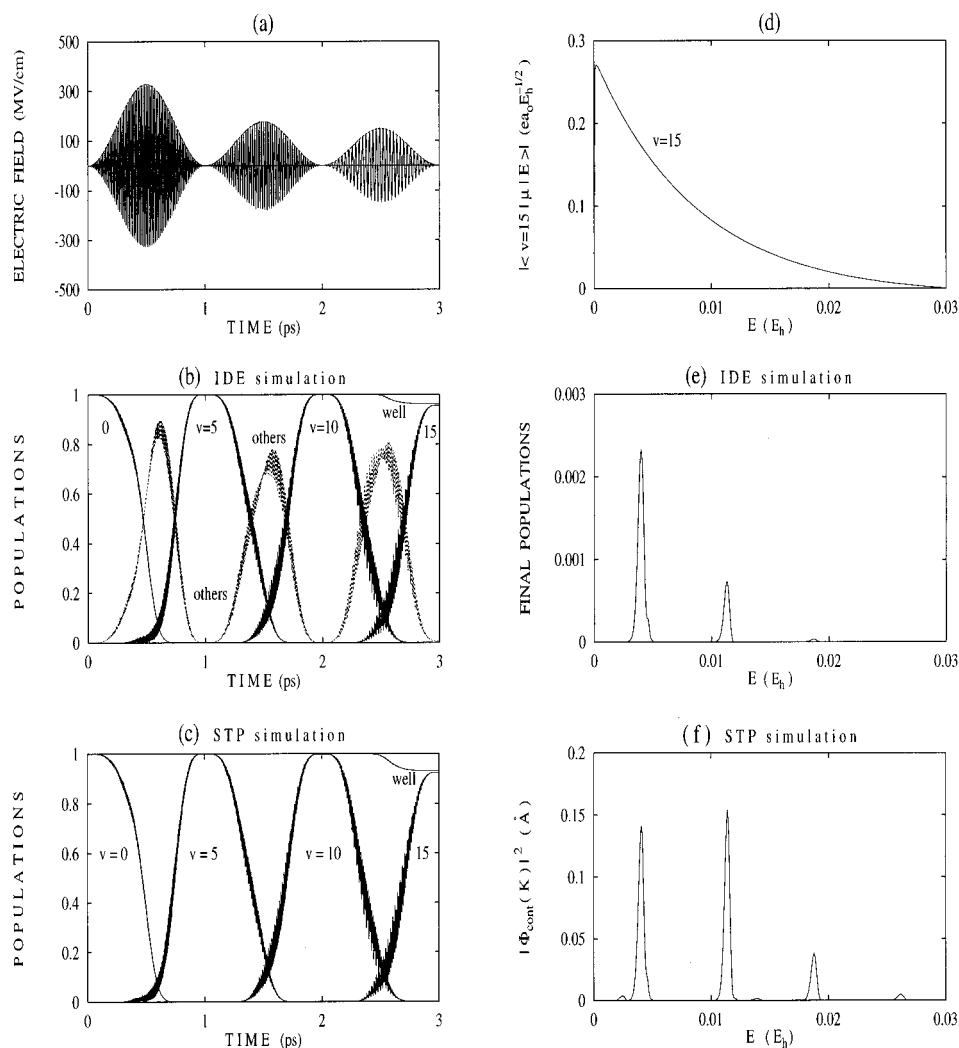 (a)
ELECTRIC FIELD (MV/cm)
500
300
100
-100
-300
-500
0
1
2
3
TIME (ps)
(d)
|< v=15 | μ | E >| (ea₀E_h^{-1/2})
0.3
0.2
0.1
0
v=15
0
0.01
0.02
0.03
E (E_h)
(b) IDE simulation
POPULATIONS
1
0.8
0.6
0.4
0.2
0
0
v=5
others
v=10
well
15
others
0
1
2
3
TIME (ps)
(e) IDE simulation
FINAL POPULATIONS
0.003
0.002
0.001
0
0
0.01
0.02
0.03
E (E_h)
(c) STP simulation
POPULATIONS
1
0.8
0.6
0.4
0.2
0
v=0
v=5
v=10
well
15
0
1
2
3
TIME (ps)
(f) STP simulation
|Φ_cont(K)|² (Å)
0.2
0.15
0.1
0.05
0
0
0.01
0.02
0.03
E (E_h)